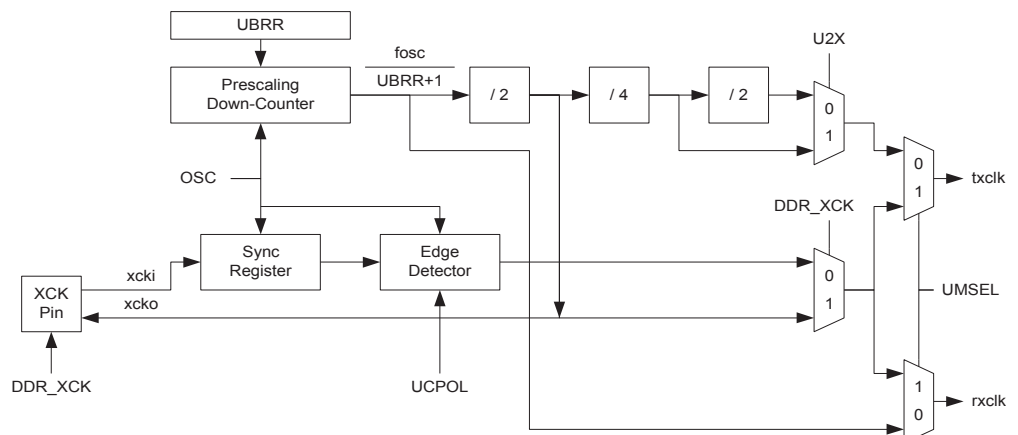 UBRR
fosc
U2X
Prescaling
Down-Counter
UBRR+1
/ 2
/ 4
/ 2
0
1
OSC
0
1
txclk
DDR_XCK
Sync
Register
Edge
Detector
xcki
0
1
UMSEL
XCK
Pin
xcko
DDR_XCK
UCPOL
1
0
rxclk